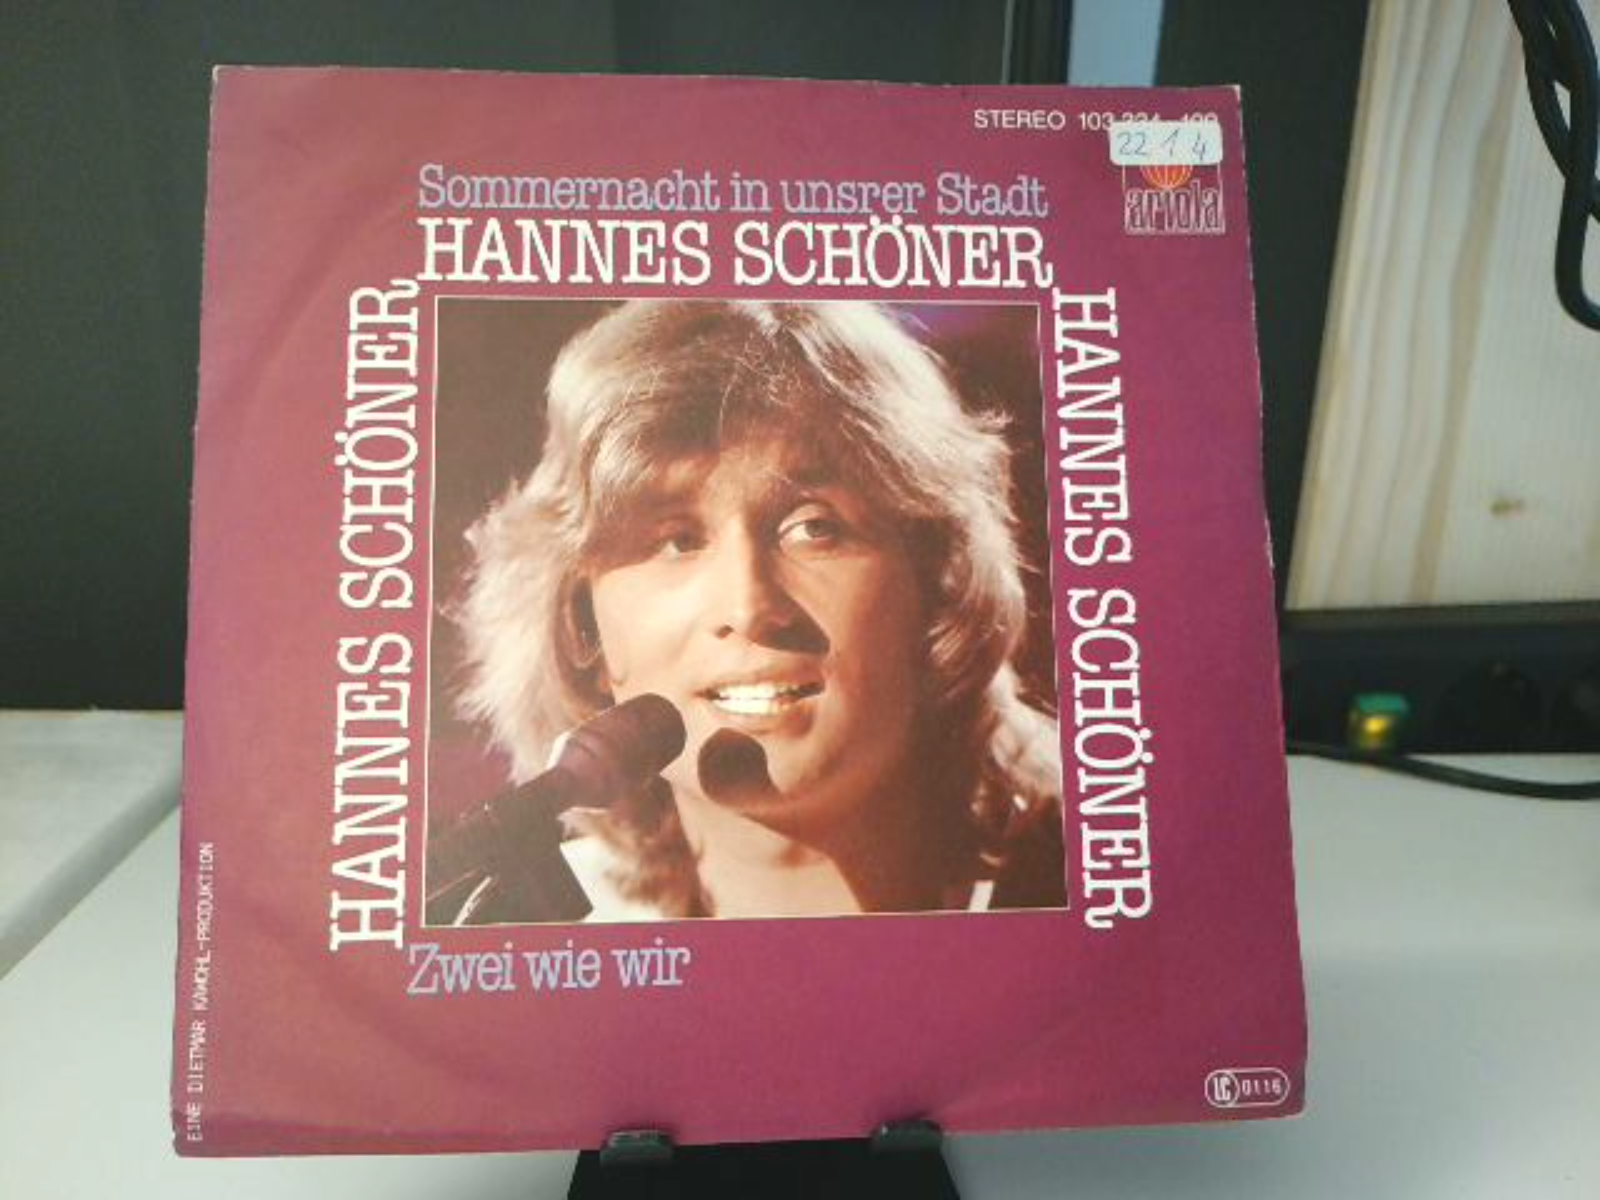 STEREO 103
22 1 4
ariola
Sommernacht in unsrer Stadt
HANNES SCHÖNER
HANNES SCHÖNER
HANNES SCHÖNER
Zwei wie wir
EINE DIETMAR KAWOHL-PRODUKTION
LC 0116